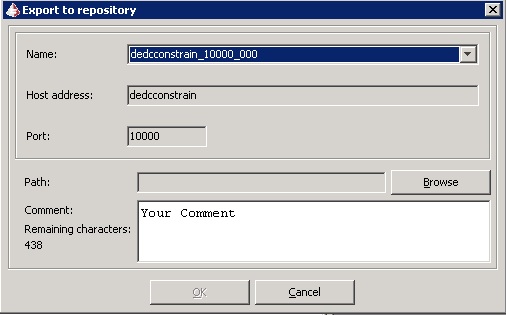 Export to repository
Name: dedcconstrain_10000_000
Host address: dedcconstrain
Port: 10000
Path: Browse
Comment: Your Comment
Remaining characters:
438
OK Cancel